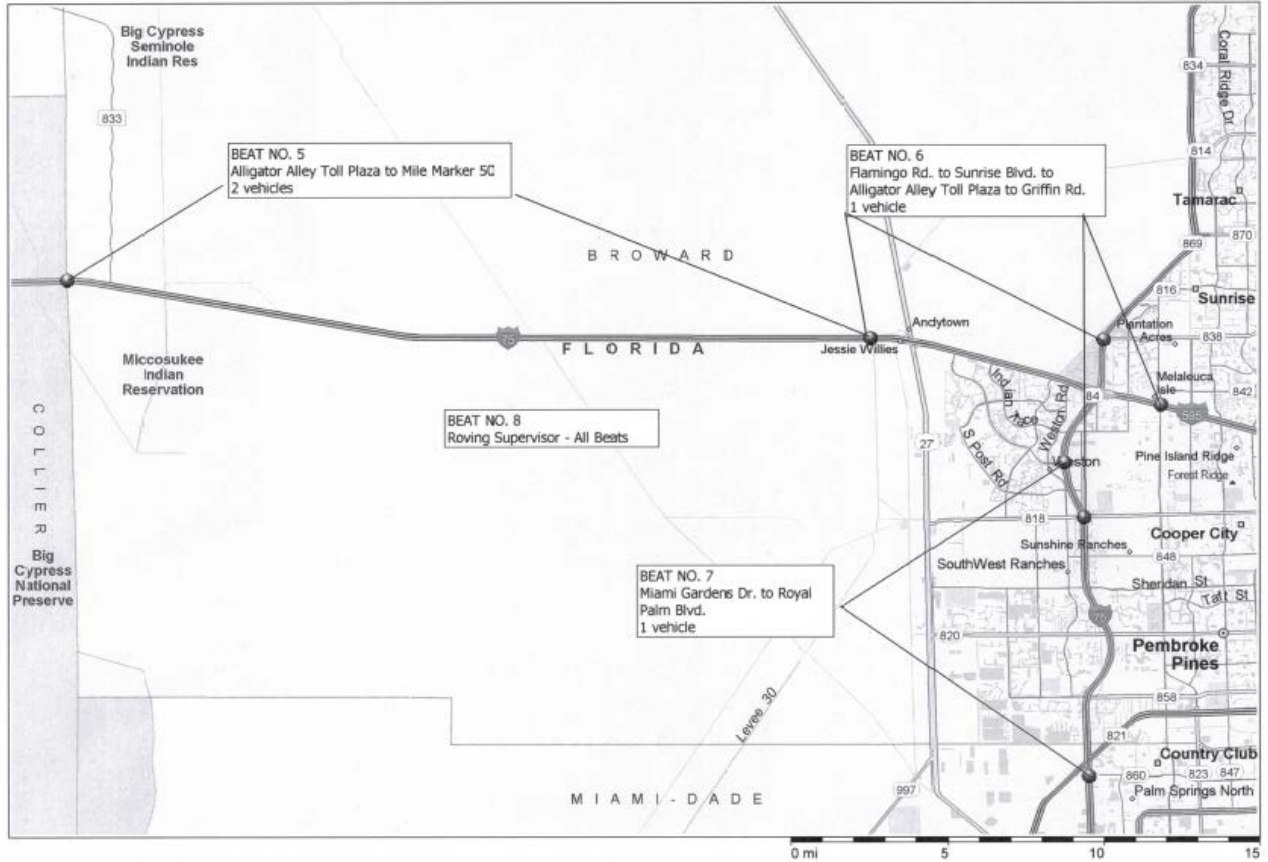 Big Cypress
Seminole
Indian Res
833
BEAT NO. 5
Alligator Alley Toll Plaza to Mile Marker 50
2 vehicles
BEAT NO. 6
Flamingo Rd. to Sunrise Blvd. to
Alligator Alley Toll Plaza to Griffin Rd.
1 vehicle
834
Coral Ridge Dr
814
Tamarac
870
869
BROWARD
816
Sunrise
Andytown
Plantation
Acres
838
75
FLORIDA
Jessie Willies
Miccosukee
Indian
Reservation
Melaleuca
Isle
842
84
595
Indian
Weston Rd
S Post Rd
BEAT NO. 8
Roving Supervisor - All Beats
27
Weston
Pine Island Ridge
Forest Ridge
COLLIER
818
Cooper City
Sunshine Ranches
848
SouthWest Ranches
Big
Cypress
National
Preserve
BEAT NO. 7
Miami Gardens Dr. to Royal
Palm Blvd.
1 vehicle
Sheridan St
Taft St
75
820
Pembroke
Pines
858
Levee 30
821
Country Club
860
823
847
997
Palm Springs North
MIAMI-DADE
0 mi
5
10
15